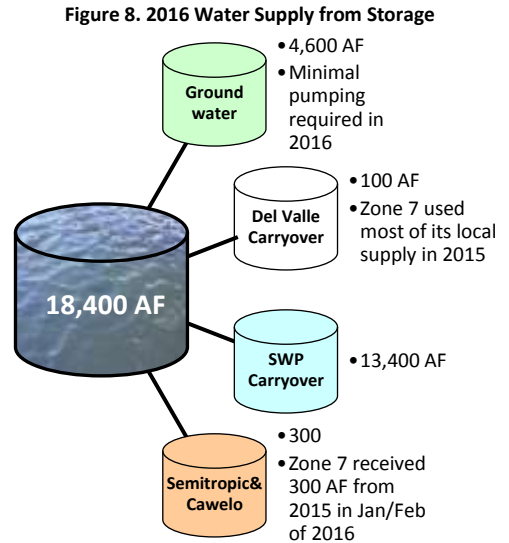 Figure 8. 2016 Water Supply from Storage
Ground
water
• 4,600 AF
• Minimal
pumping
required in
2016
Del Valle
Carryover
• 100 AF
• Zone 7 used
most of its local
supply in 2015
18,400 AF
SWP
Carryover
• 13,400 AF
Semitropic&
Cawelo
• 300
• Zone 7 received
300 AF from
2015 in Jan/Feb
of 2016